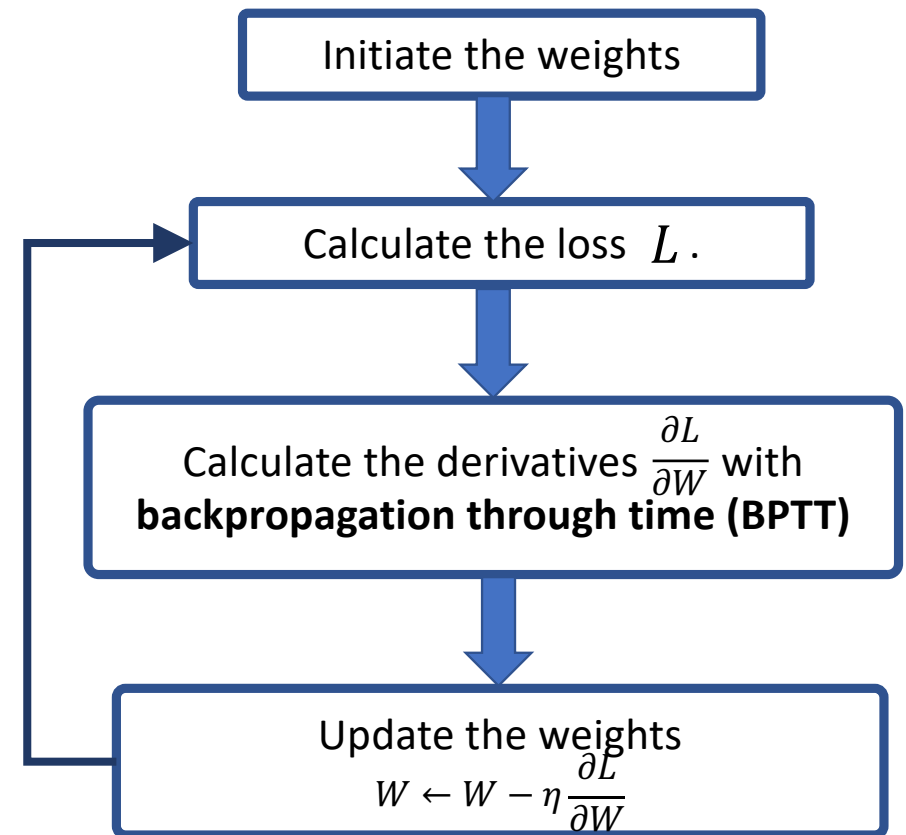 Initiate the weights
Calculate the loss L .
Calculate the derivatives ∂L/∂W with
backpropagation through time (BPTT)
Update the weights
W ← W − η ∂L/∂W